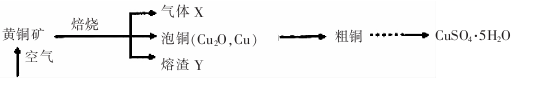 气体 X
焙烧
黄铜矿
泡铜(Cu₂O,Cu)
粗铜
CuSO₄·5H₂O
空气
熔渣 Y